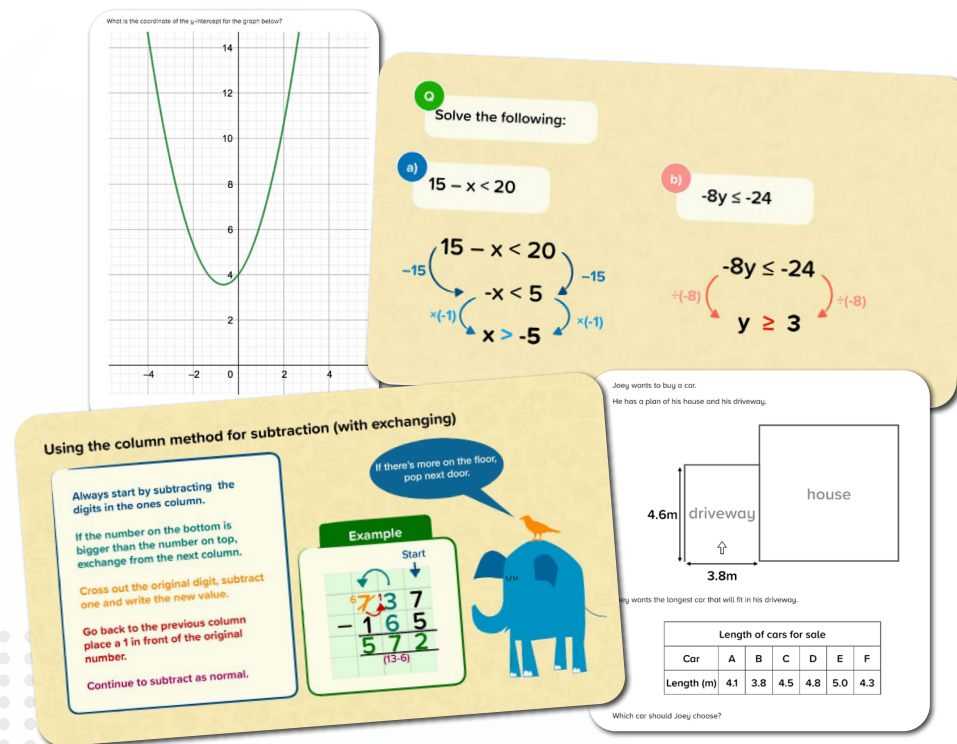 What is the coordinate of the y-intercept for the graph below?
14
12
10
8
6
4
2
-4 -2 0 2 4
Q
Solve the following:
a)
15 – x < 20
15 – x < 20
–15 –15
-x < 5
×(-1) ×(-1)
x > -5
b)
-8y ≤ -24
-8y ≤ -24
÷(-8) ÷(-8)
y ≥ 3
Using the column method for subtraction (with exchanging)
Always start by subtracting the
digits in the ones column.
If the number on the bottom is
bigger than the number on top,
exchange from the next column.
Cross out the original digit, subtract
one and write the new value.
Go back to the previous column
place a 1 in front of the original
number.
Continue to subtract as normal.
If there's more on the floor,
pop next door.
Example
Start
6 7 1 3 7
– 1 6 5
5 7 2
(13-6)
Joey wants to buy a car.
He has a plan of his house and his driveway.
house
4.6m driveway
3.8m
wants the longest car that will fit in his driveway.
Length of cars for sale
Car A B C D E F
Length (m) 4.1 3.8 4.5 4.8 5.0 4.3
Which car should Joey choose?